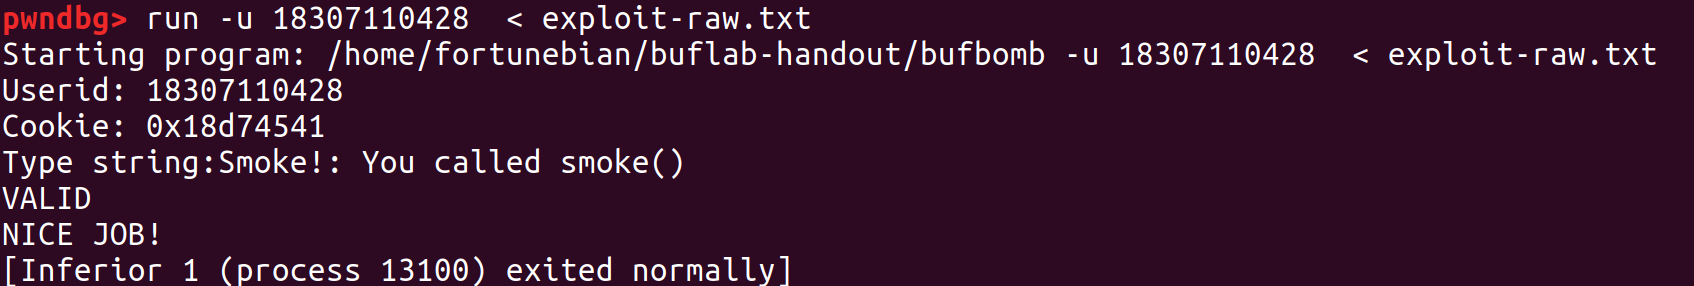 pwndbg> run -u 18307110428  < exploit-raw.txt
Starting program: /home/fortunebian/buflab-handout/bufbomb -u 18307110428  < exploit-raw.txt
Userid: 18307110428
Cookie: 0x18d74541
Type string:Smoke!: You called smoke()
VALID
NICE JOB!
[Inferior 1 (process 13100) exited normally]